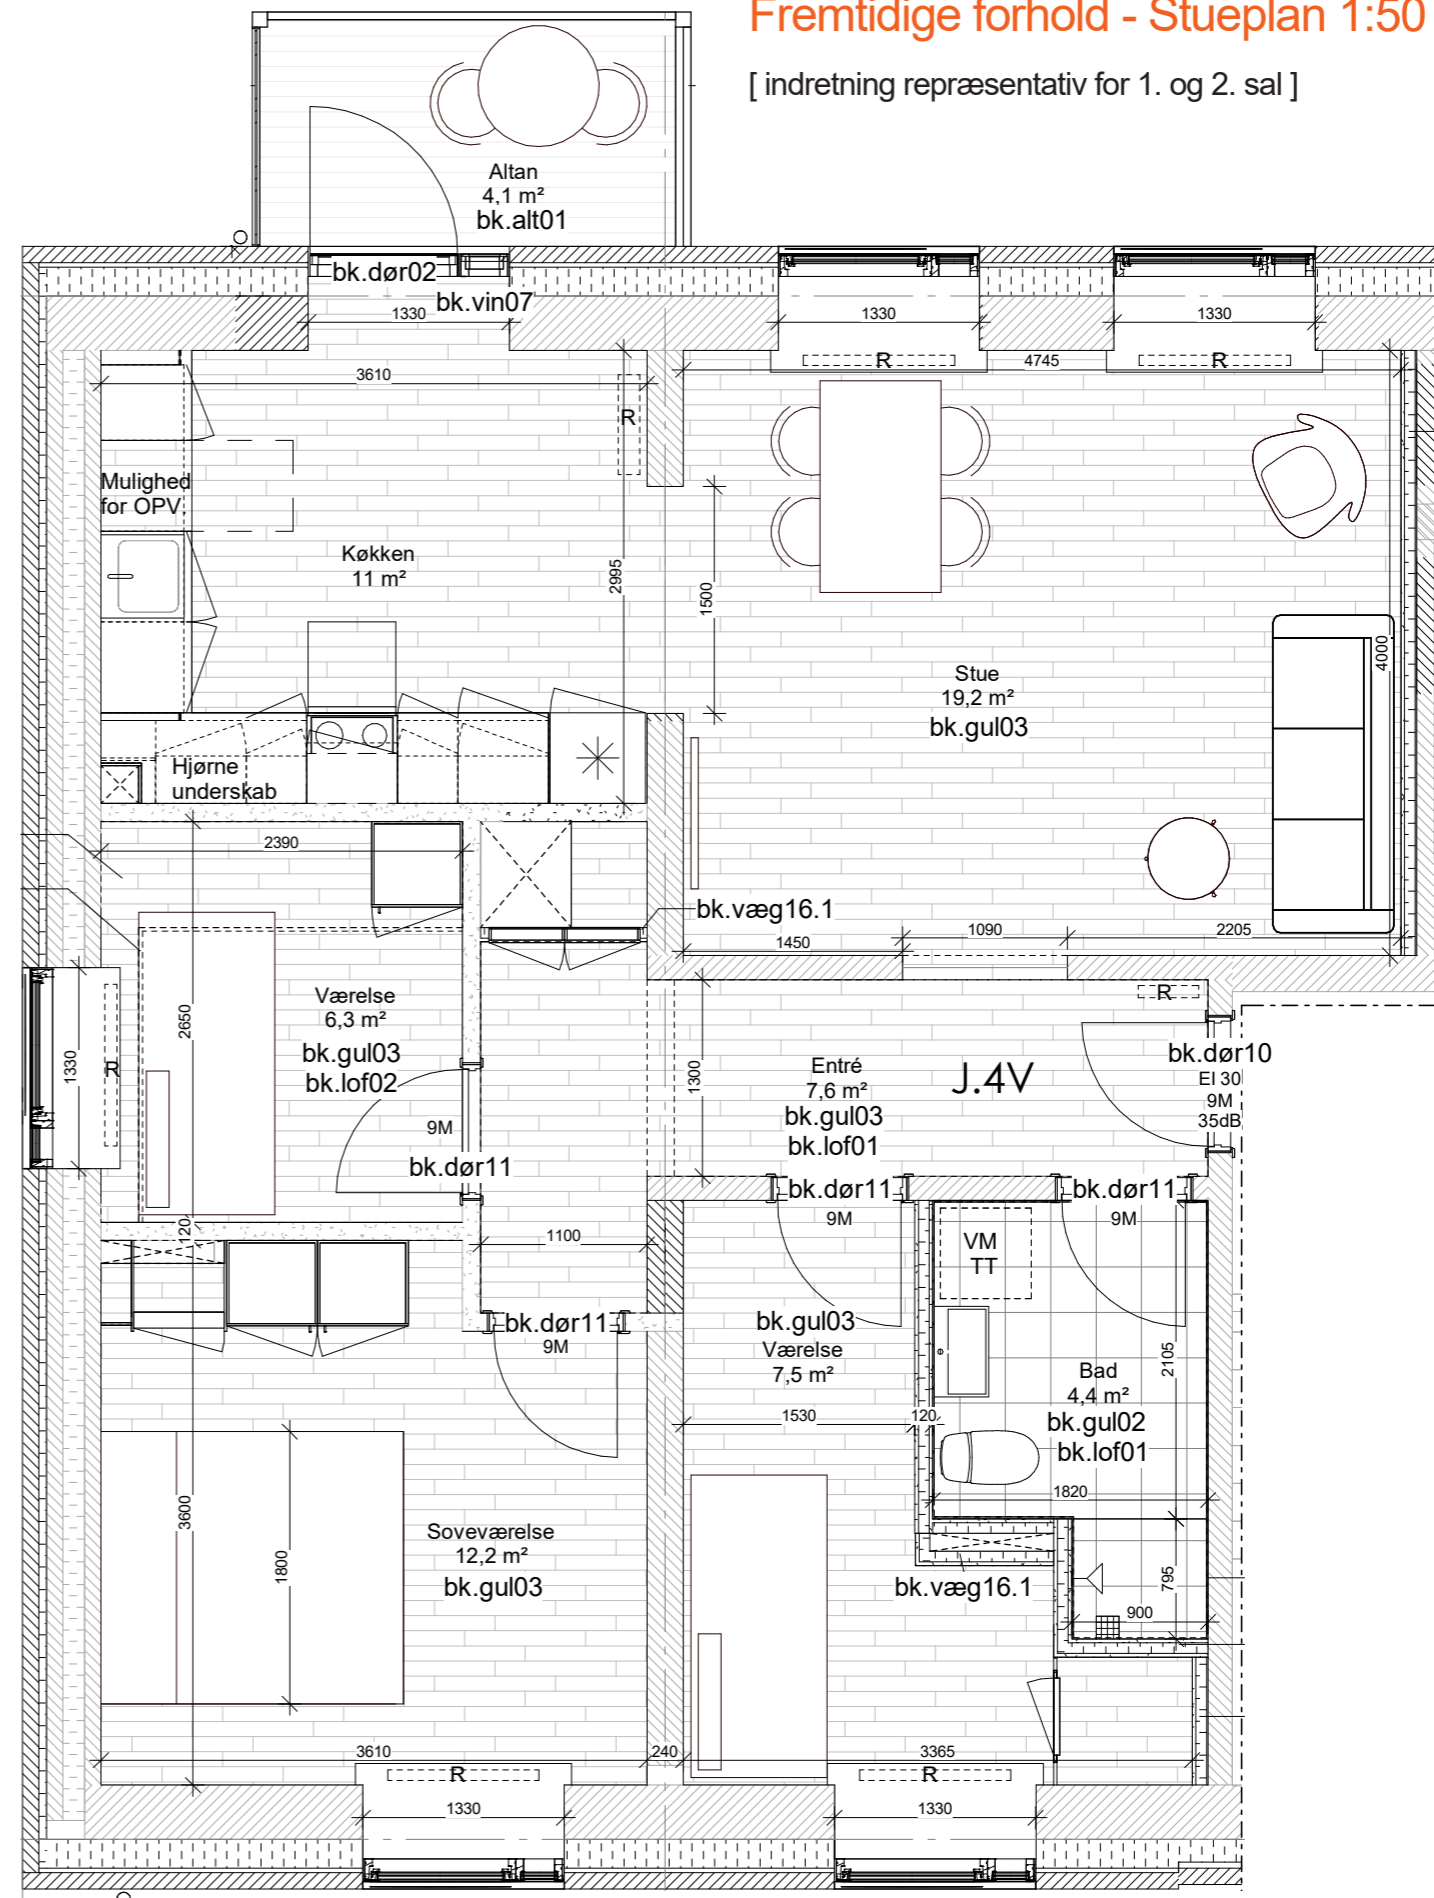 Fremtidige forhold - Stueplan 1:50
[ indretning repræsentativ for 1. og 2. sal ]
Altan
4,1 m²
bk.alt01
bk.dør02
bk.vin07
1330
1330
1330
R
R
4745
3610
R
Mulighed
for OPV.
Køkken
11 m²
2995
1500
Stue
19,2 m²
bk.gul03
4000
Hjørne
underskab
2390
bk.væg16.1
1450
1090
2205
Værelse
6,3 m²
bk.gul03
bk.lof02
2650
1330
R
9M
bk.dør11
1300
Entré
7,6 m²
bk.gul03
bk.lof01
J.4V
R
bk.dør10
EI 30
9M
35dB
bk.dør11
9M
bk.dør11
9M
120
1100
VM
TT
bk.dør11
9M
bk.gul03
Værelse
7,5 m²
2105
Bad
4,4 m²
bk.gul02
bk.lof01
1530
120
1820
3600
1800
Soveværelse
12,2 m²
bk.gul03
bk.væg16.1
795
900
3610
240
3365
R
R
1330
1330